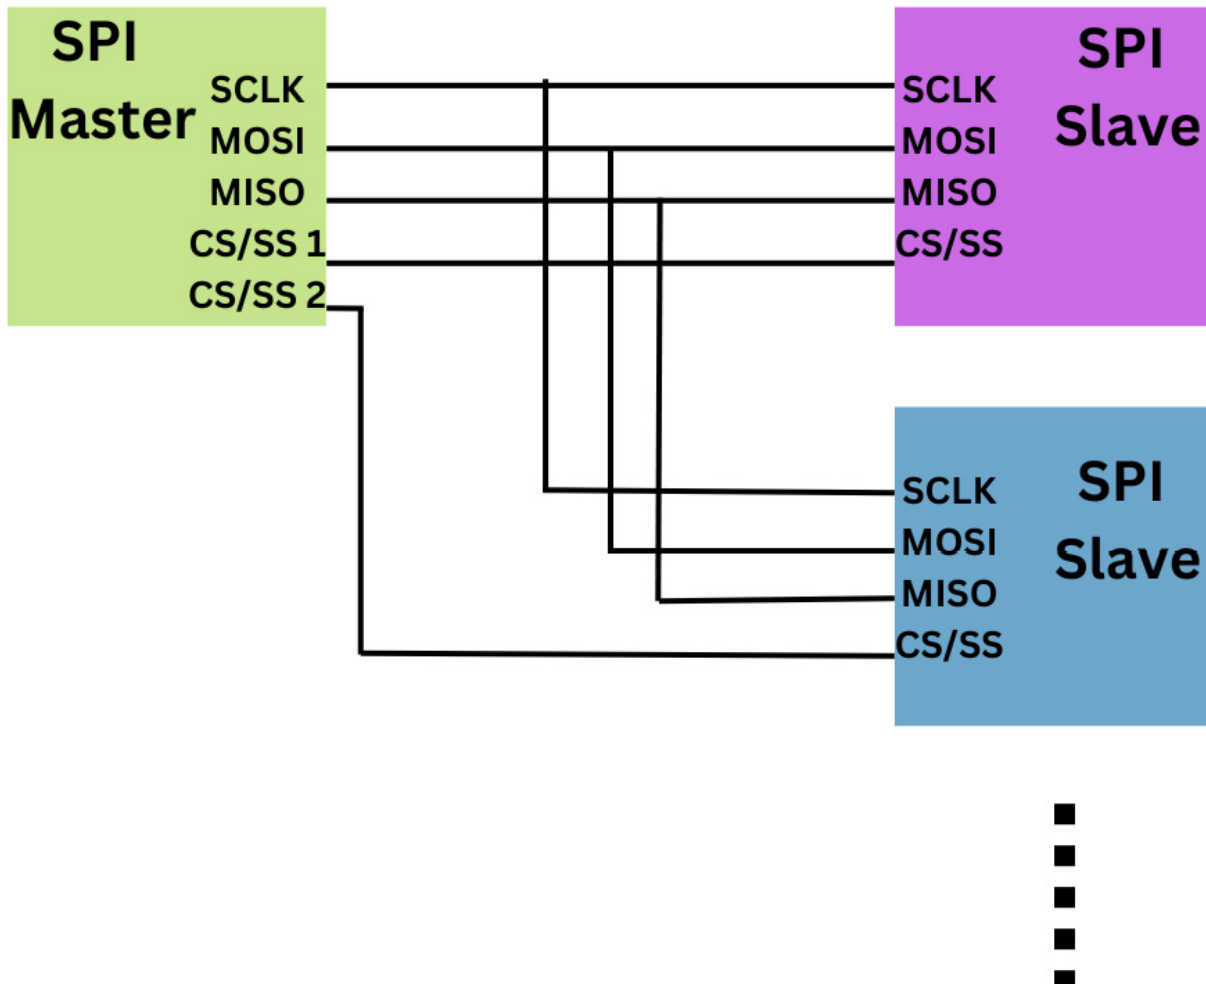 SPI
Master
SCLK
MOSI
MISO
CS/SS 1
CS/SS 2
SPI
Slave
SCLK
MOSI
MISO
CS/SS
SPI
Slave
SCLK
MOSI
MISO
CS/SS